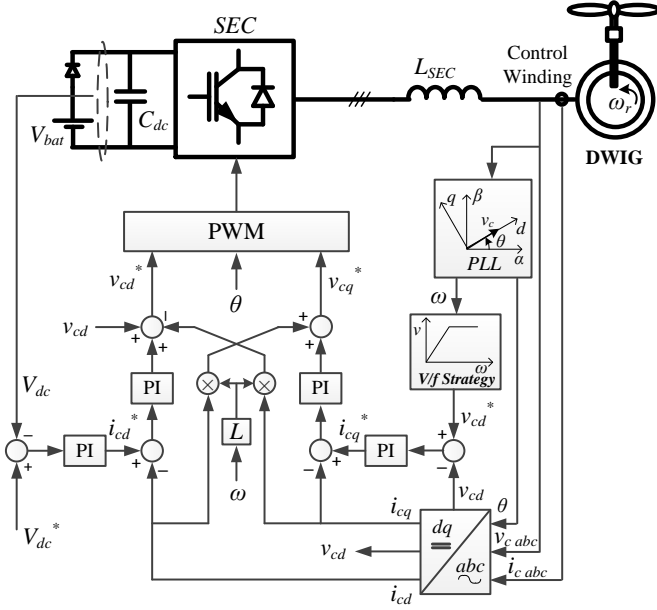 SEC
Control
Winding
L_SEC
V_bat
C_dc
ω_r
DWIG
PWM
q
β
v_c
d
θ
α
PLL
v_cd*
θ
v_cq*
ω
v_cd
-
+
+
+
+
v
ω
V/f Strategy
V_dc
PI
×
×
PI
L
v_cd*
i_cd*
i_cq*
-
+
PI
+
-
ω
-
+
PI
+
-
V_dc*
v_cd
i_cq
θ
dq
v_c abc
v_cd
abc
i_c abc
i_cd